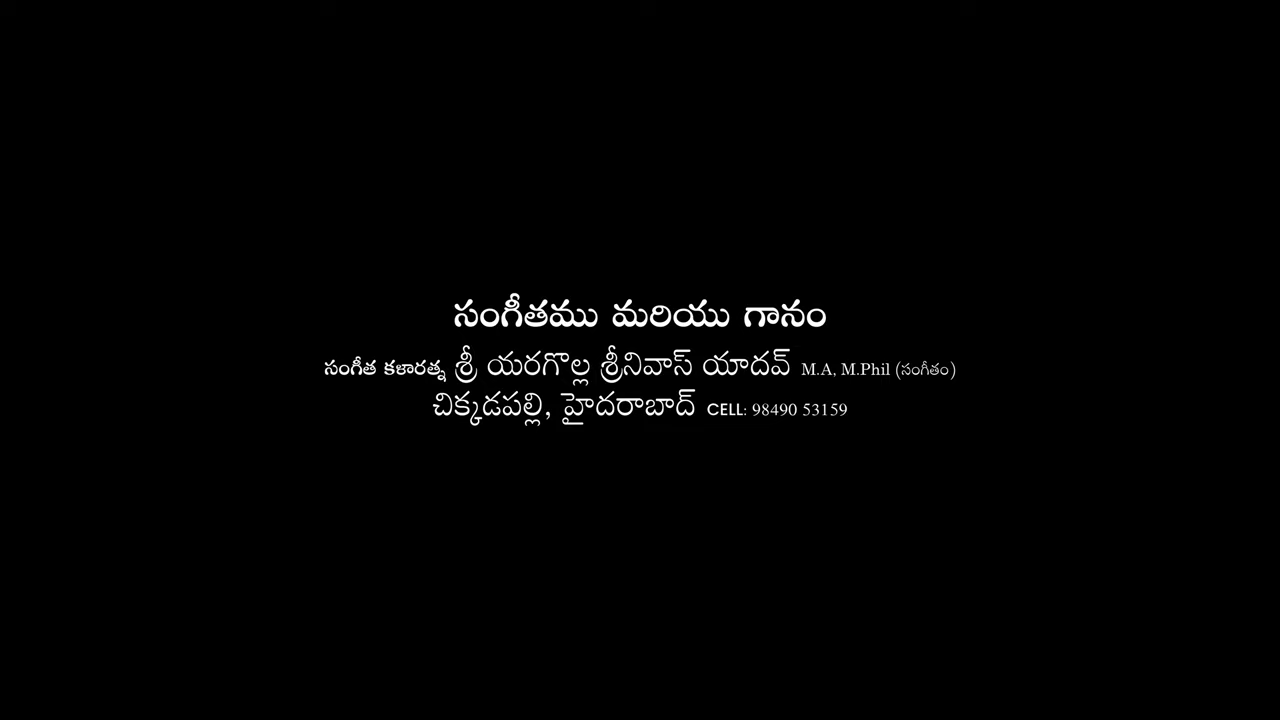 సంగీతము మరియు గానం
సంగీత కళారత్న శ్రీ యరగొల్ల శ్రీనివాస్ యాదవ్ M.A, M.Phil (సంగీతం)
చిక్కడపల్లి, హైదరాబాద్ CELL: 98490 53159